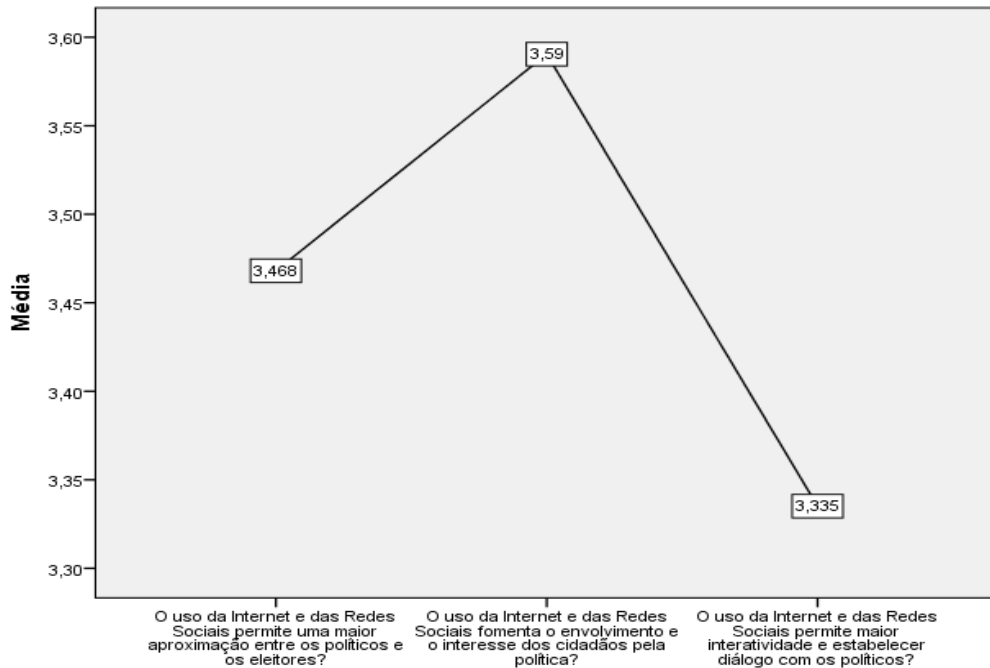 Média
3,60
3,55
3,50
3,45
3,40
3,35
3,30
3,468
3,59
3,335
O uso da Internet e das Redes
Sociais permite uma maior
aproximação entre os políticos e
os eleitores?
O uso da Internet e das Redes
Sociais fomenta o envolvimento e
o interesse dos cidadãos pela
política?
O uso da Internet e das Redes
Sociais permite maior
interatividade e estabelecer
diálogo com os políticos?